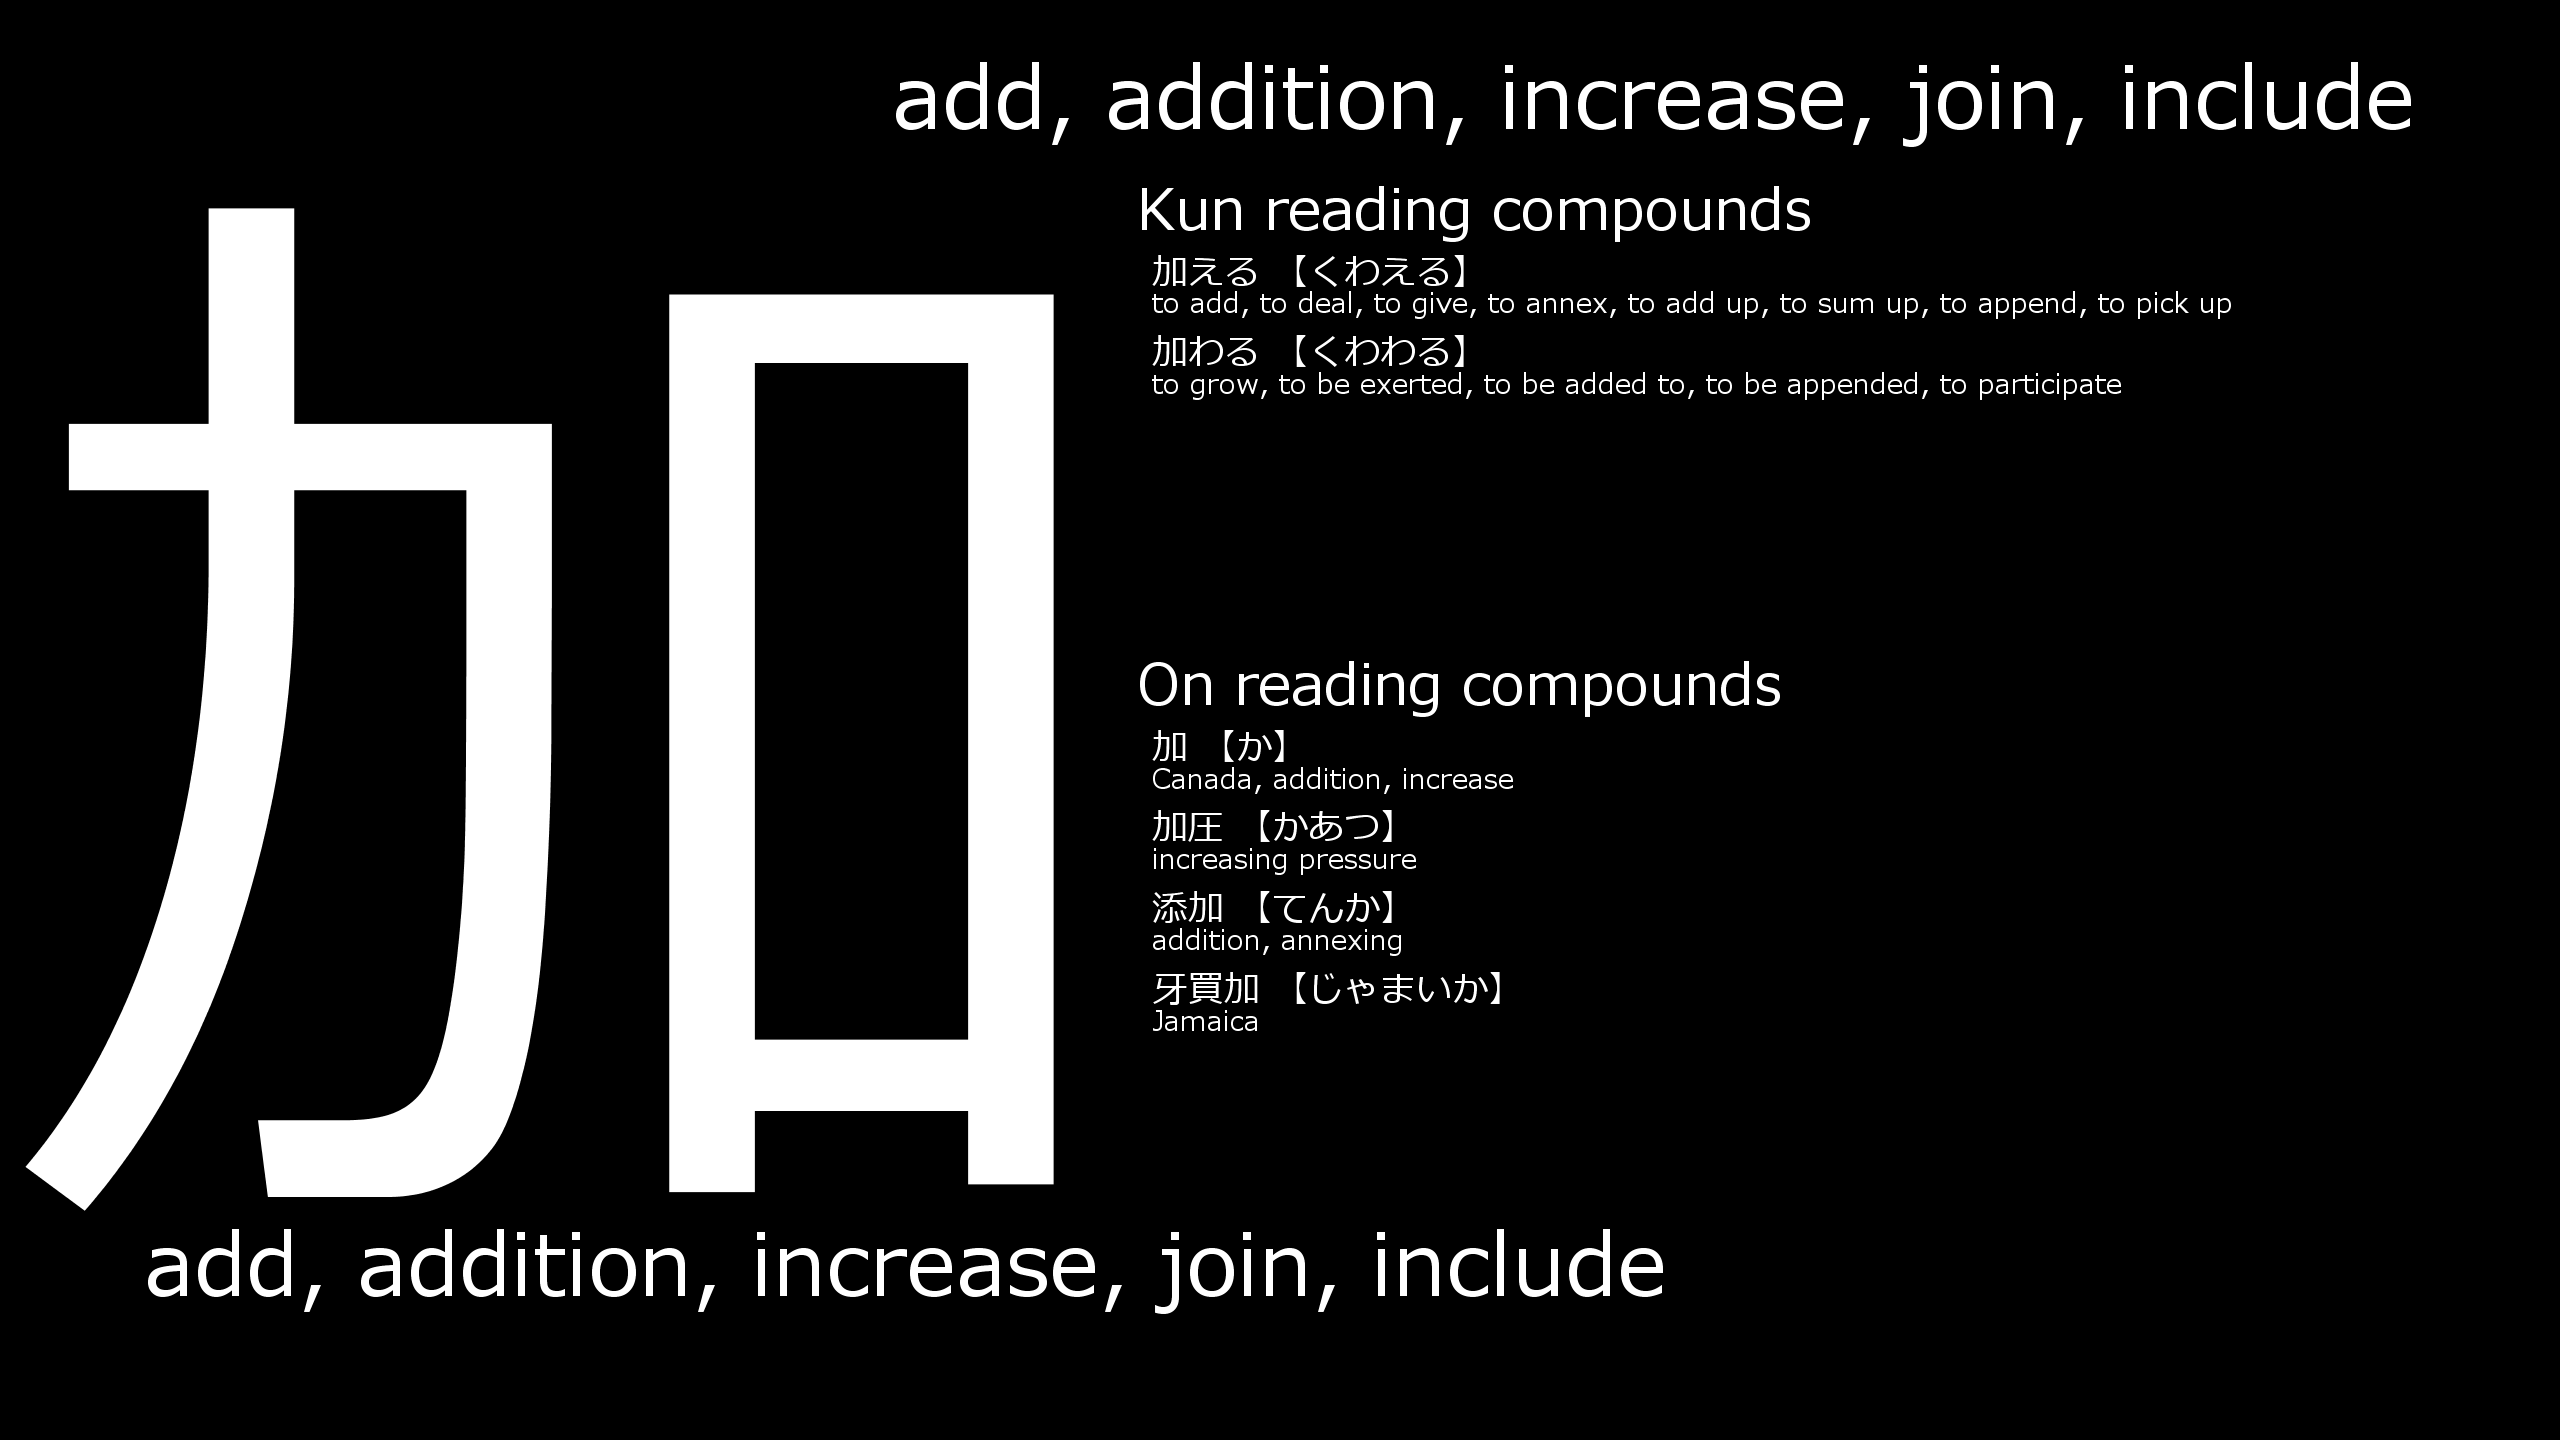 add, addition, increase, join, include
加
Kun reading compounds
加える 【くわえる】
to add, to deal, to give, to annex, to add up, to sum up, to append, to pick up
加わる 【くわわる】
to grow, to be exerted, to be added to, to be appended, to participate
On reading compounds
加 【か】
Canada, addition, increase
加圧 【かあつ】
increasing pressure
添加 【てんか】
addition, annexing
牙買加 【じゃまいか】
Jamaica
add, addition, increase, join, include